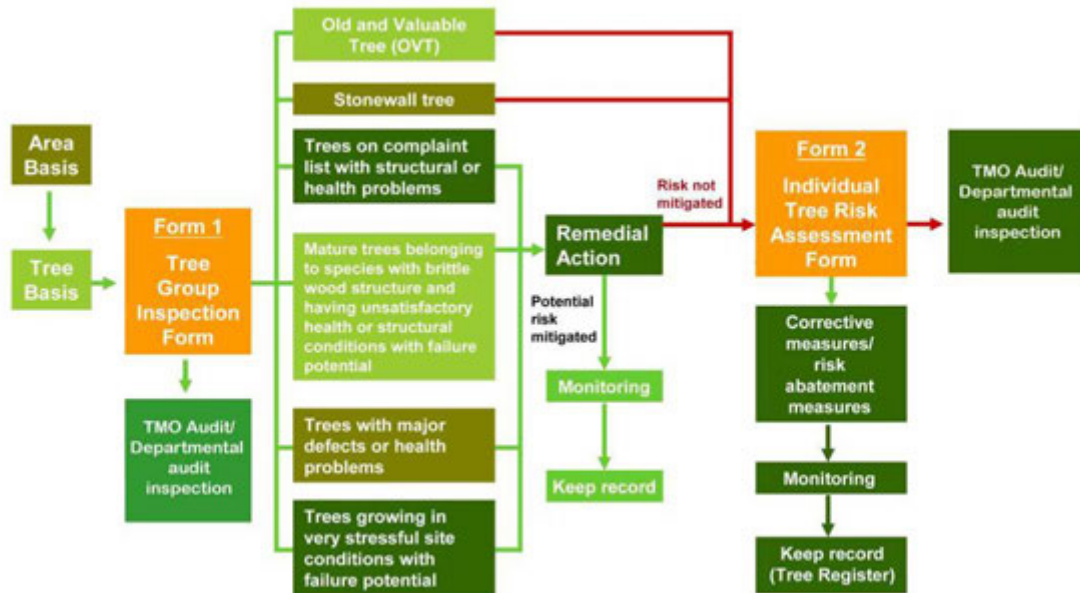 Area
Basis
Tree
Basis
Form 1
Tree
Group
Inspection
Form
TMO Audit/
Departmental
audit
inspection
Old and Valuable
Tree (OVT)
Stonewall tree
Trees on complaint
list with structural or
health problems
Mature trees belonging
to species with brittle
wood structure and
having unsatisfactory
health or structural
conditions with failure
potential
Trees with major
defects or health
problems
Trees growing in
very stressful site
conditions with
failure potential
Remedial
Action
Risk not
mitigated
Potential
risk
mitigated
Monitoring
Keep record
Form 2
Individual
Tree Risk
Assessment
Form
Corrective
measures/
risk
abatement
measures
Monitoring
Keep record
(Tree Register)
TMO Audit/
Departmental
audit
inspection